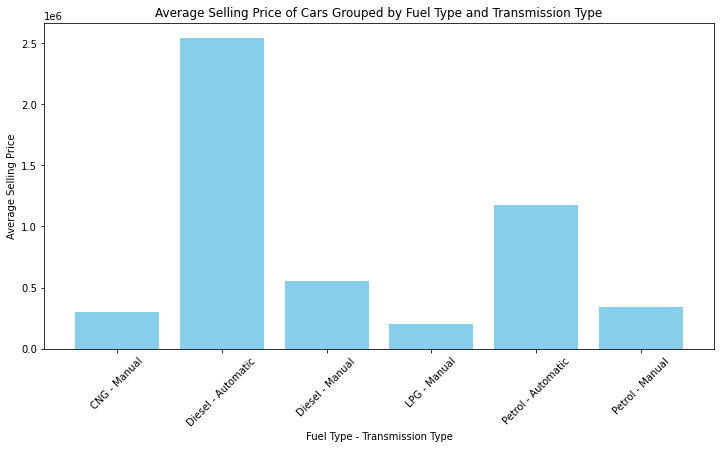 Average Selling Price of Cars Grouped by Fuel Type and Transmission Type
1e6
2.5
2.0
1.5
1.0
0.5
0.0
Average Selling Price
CNG - Manual
Diesel - Automatic
Diesel - Manual
LPG - Manual
Petrol - Automatic
Petrol - Manual
Fuel Type - Transmission Type